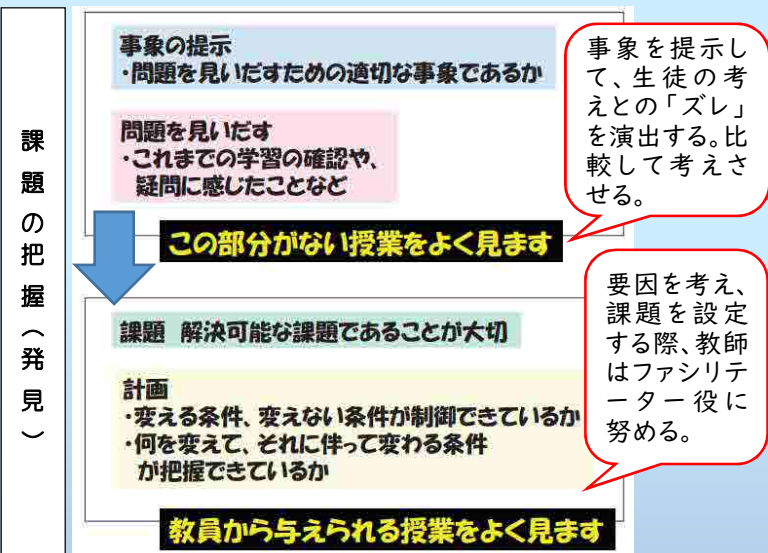 課題の把握（発見）
事象の提示
・問題を見いだすための適切な事象であるか
問題を見いだす
・これまでの学習の確認や、
疑問に感じたことなど
この部分がない授業をよく見ます
事象を提示し
て、生徒の考
えとの「ズレ」
を演出する。比
較して考えさ
せる。
課題 解決可能な課題であることが大切
計画
・変える条件、変えない条件が制御できているか
・何を変えて、それに伴って変わる条件
が把握できているか
教員から与えられる授業をよく見ます
要因を考え、
課題を設定
する際、教師
はファシリテ
ーター役に
努める。